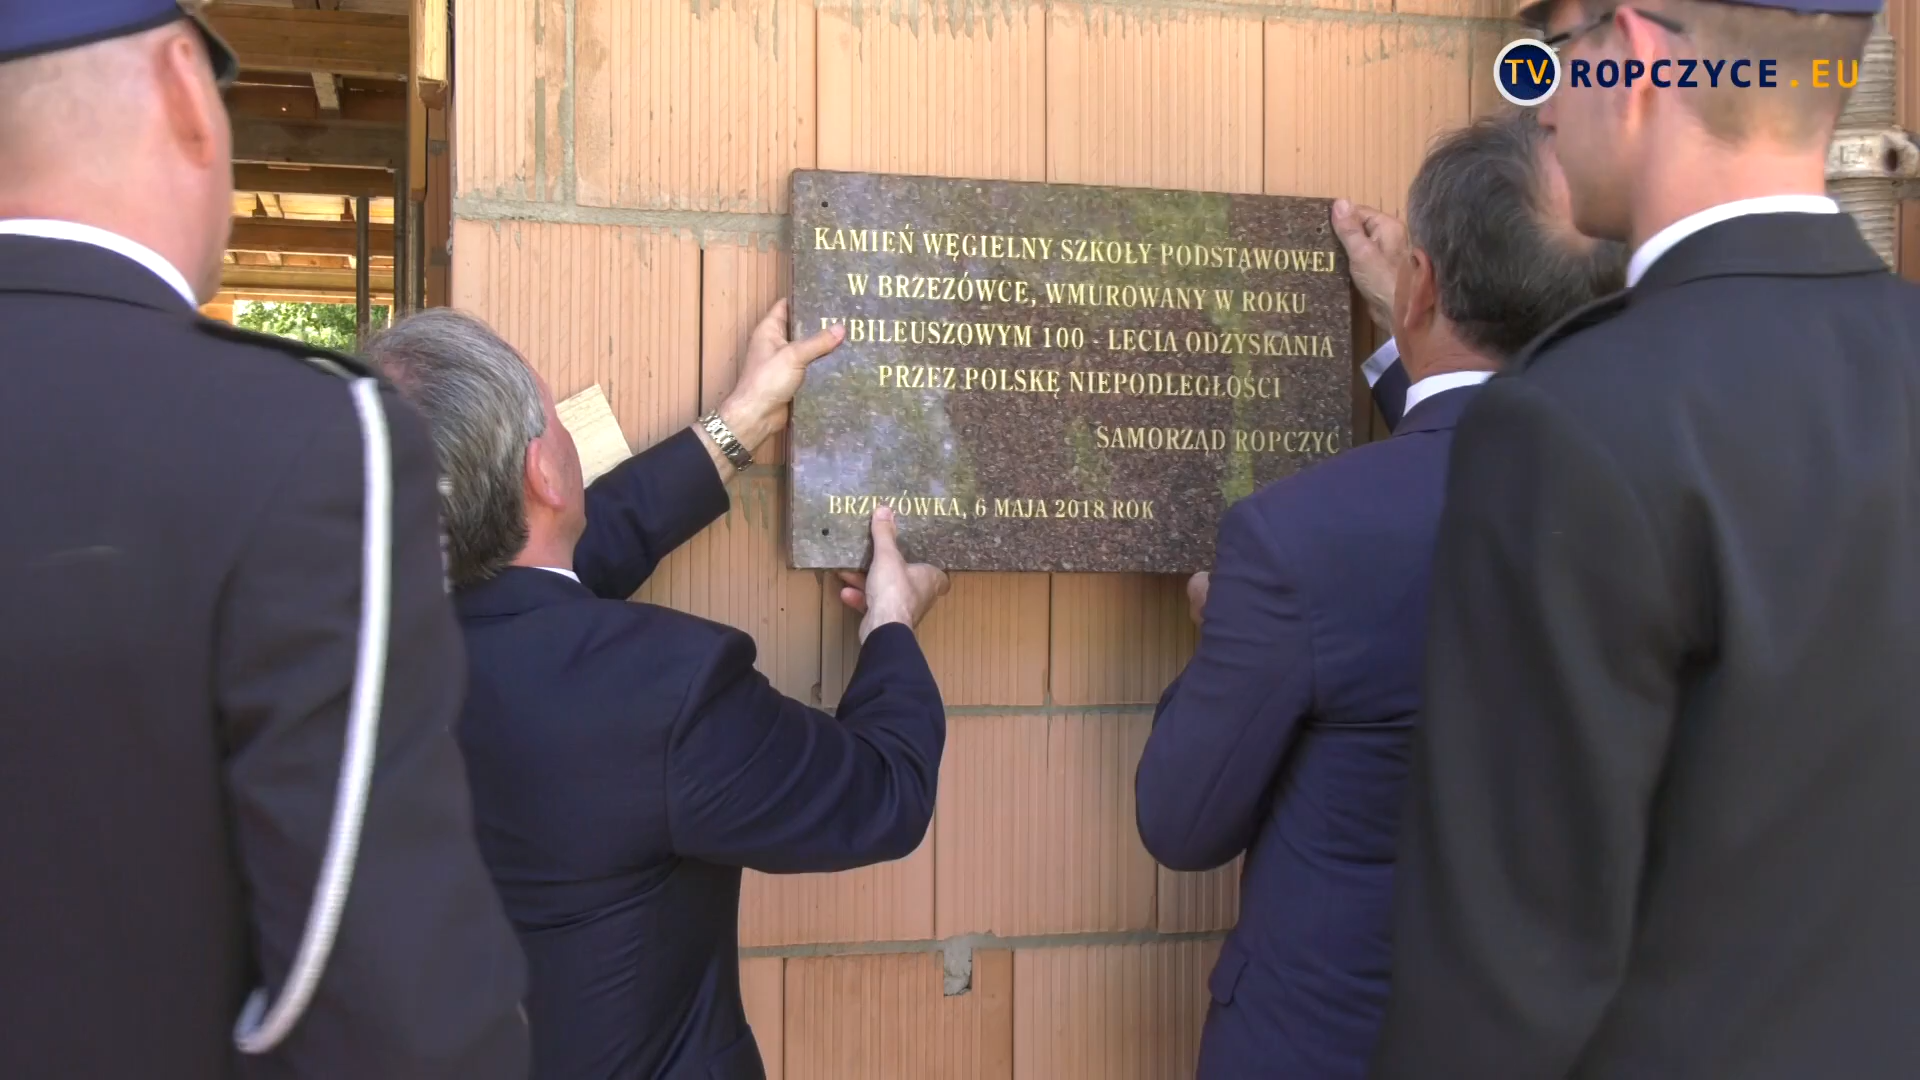 TV. ROPCZYCE.EU
KAMIEŃ WĘGIELNY SZKOŁY PODSTAWOWEJ
W BRZEZÓWCE, WMUROWANY W ROKU
JUBILEUSZOWYM 100 - LECIA ODZYSKANIA
PRZEZ POLSKĘ NIEPODLEGŁOŚCI
SAMORZĄD ROPCZYC
BRZEZÓWKA, 6 MAJA 2018 ROK